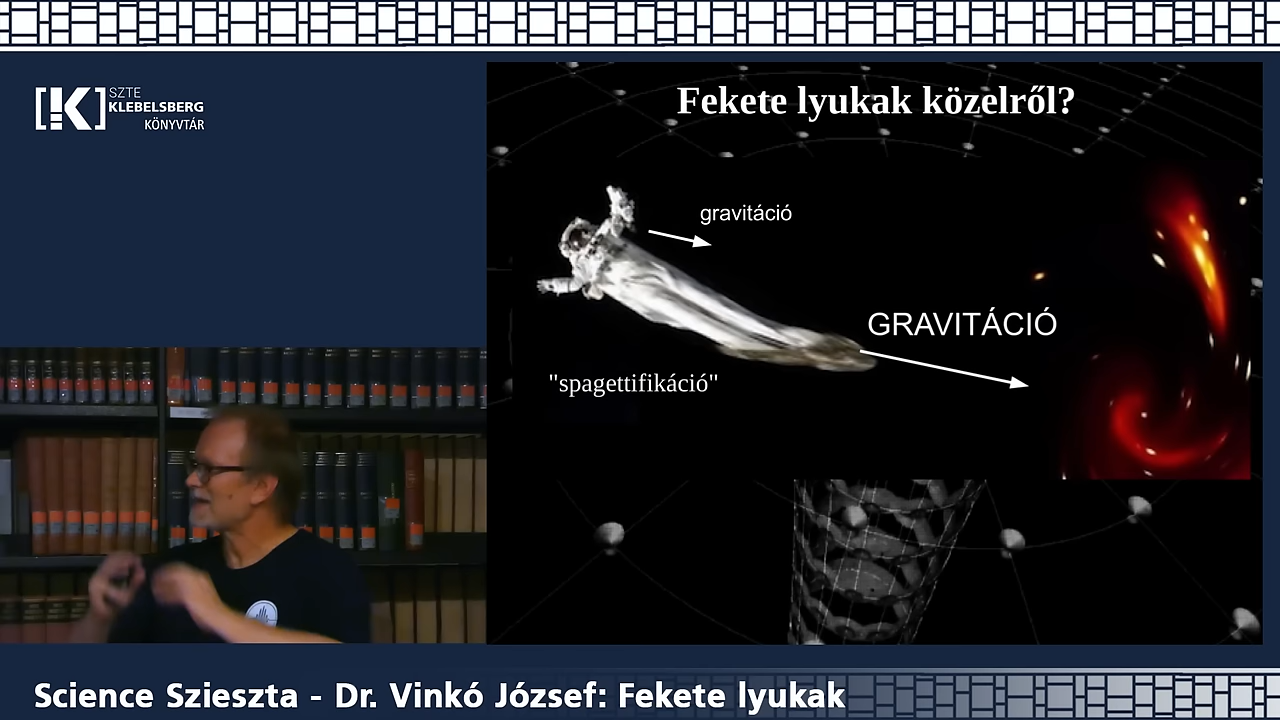 SZTE
KLEBELSBERG
KÖNYVTÁR
Fekete lyukak közelről?
gravitáció
GRAVITÁCIÓ
"spagettifikáció"
Science Szieszta - Dr. Vinkó József: Fekete lyukak